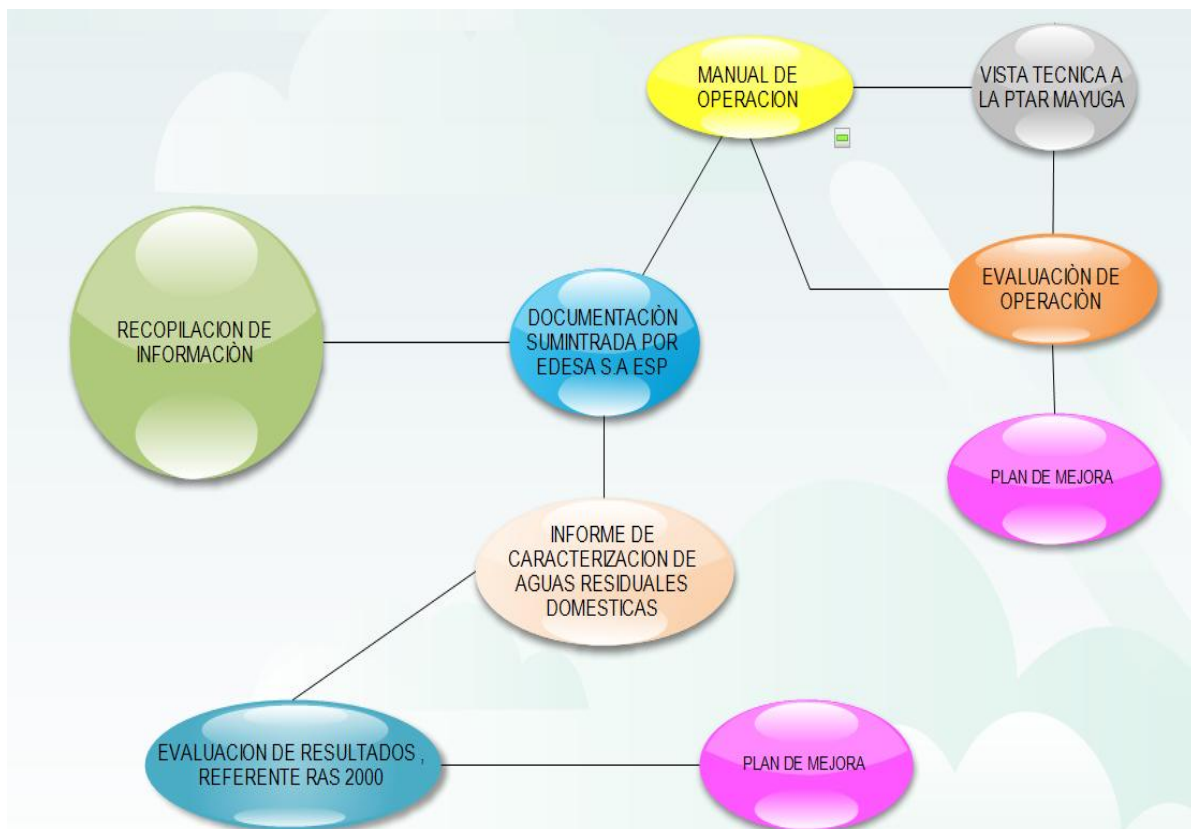 MANUAL DE
OPERACION
VISTA TECNICA A
LA PTAR MAYUGA
RECOPILACION DE
INFORMACIÒN
DOCUMENTACIÒN
SUMINTRADA POR
EDESA S.A ESP
EVALUACIÒN DE
OPERACIÒN
PLAN DE MEJORA
INFORME DE
CARACTERIZACION DE
AGUAS RESIDUALES
DOMESTICAS
EVALUACION DE RESULTADOS ,
REFERENTE RAS 2000
PLAN DE MEJORA